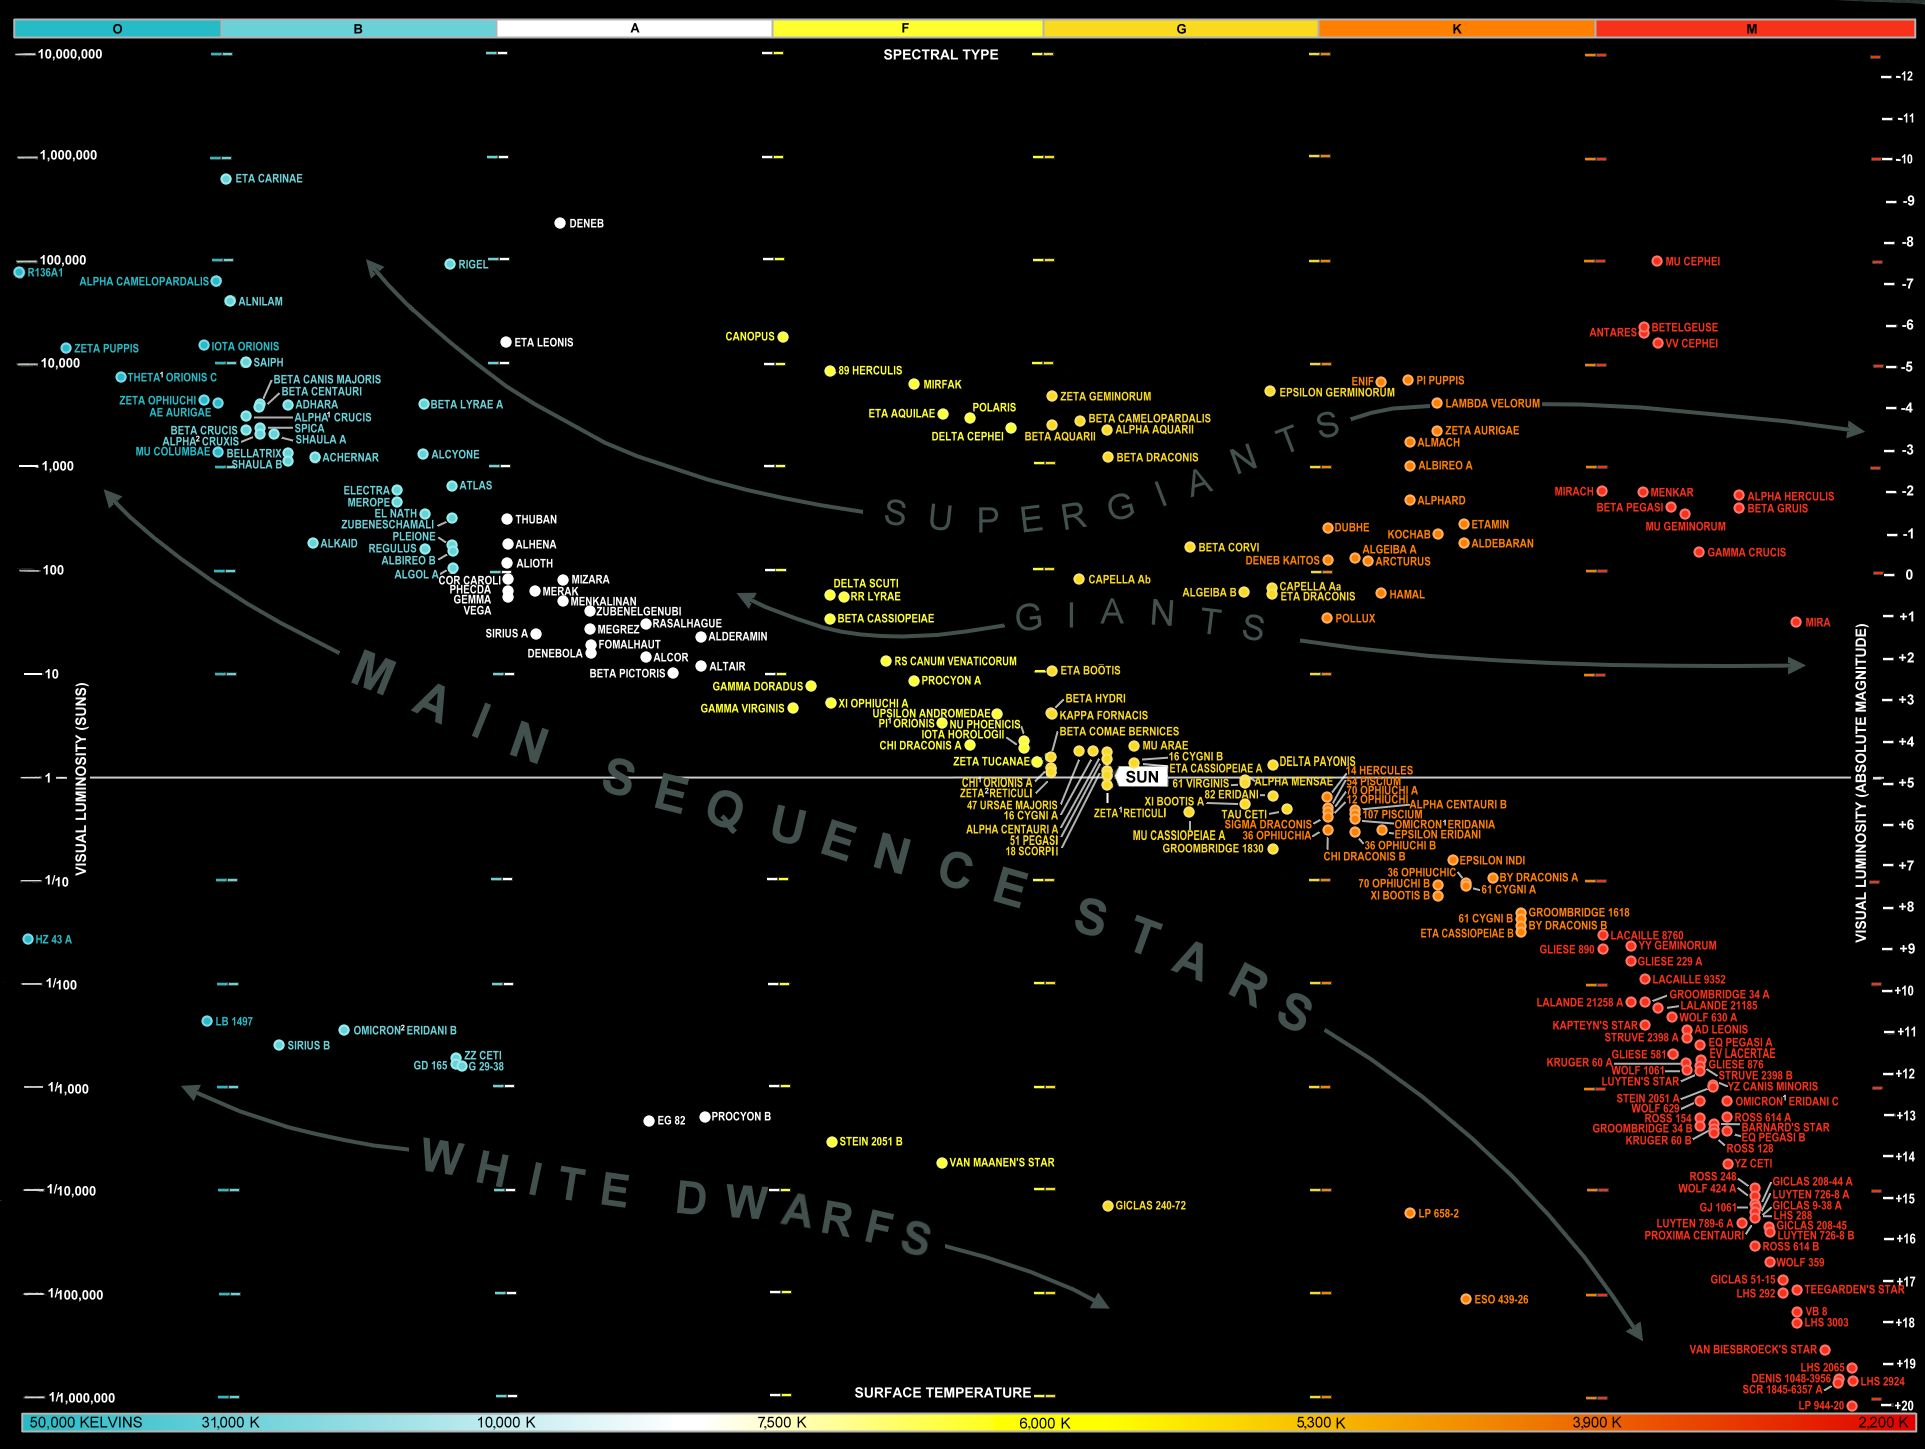 O B A F G K M
SPECTRAL TYPE
10,000,000
-12
-11
1,000,000
-10
ETA CARINAE
-9
DENEB
-8
100,000
R136A1
RIGEL
MU CEPHEI
ALPHA CAMELOPARDALIS
-7
ALNILAM
-6
CANOPUS
BETELGEUSE
ANTARES
ETA LEONIS
VV CEPHEI
ZETA PUPPIS
IOTA ORIONIS
10,000
SAIPH
-5
89 HERCULIS
THETA¹ ORIONIS C
BETA CANIS MAJORIS
MIRFAK
ENIF
PI PUPPIS
BETA CENTAURI
EPSILON GERMINORUM
ZETA GEMINORUM
ZETA OPHIUCHI
ADHARA
BETA LYRAE A
LAMBDA VELORUM
-4
AE AURIGAE
ALPHA¹ CRUCIS
ETA AQUILAE
POLARIS
BETA CAMELOPARDALIS
BETA CRUCIS
SPICA
ALPHA AQUARII
ZETA AURIGAE
ALPHA² CRUXIS
SHAULA A
DELTA CEPHEI
BETA AQUARII
ALMACH
MU COLUMBAE
BELLATRIX
ACHERNAR
ALCYONE
BETA DRACONIS
-3
SHAULA B
1,000
ALBIREO A
SUPERGIANTS
ELECTRA
ATLAS
MIRACH
MENKAR
ALPHA HERCULIS
-2
MEROPE
ALPHARD
BETA PEGASI
BETA GRUIS
EL NATH
THUBAN
MU GEMINORUM
ZUBENESCHAMALI
DUBHE
ETAMIN
PLEIONE
KOCHAB
-1
ALKAID
REGULUS
ALHENA
BETA CORVI
ALDEBARAN
ALBIREO B
ALIOTH
DENEB KAITOS
ALGEIBA A
ARCTURUS
GAMMA CRUCIS
100
ALGOL A
COR CAROLI
MIZARA
DELTA SCUTI
CAPELLA Ab
0
PHECDA
MERAK
RR LYRAE
ALGEIBE B
CAPELLA Aa
ETA DRACONIS
HAMAL
GEMMA
MENKALINAN
VEGA
ZUBENELGENUBI
BETA CASSIOPEIAE
GIANTS
POLLUX
+1
RASALHAGUE
MIRA
SIRIUS A
MEGREZ
ALDERAMIN
FOMALHAUT
DENEBOLA
ALCOR
RS CANUM VENATICORUM
+2
BETA PICTORIS
ALTAIR
ETA BOÖTIS
10
PROCYON A
GAMMA DORADUS
MAIN SEQUENCE STARS
VISUAL LUMINOSITY (SUNS)
VISUAL LUMINOSITY (ABSOLUTE MAGNITUDE)
GAMMA VIRGINIS
XI OPHIUCHI A
BETA HYDRI
+3
UPSILON ANDROMEDAE
KAPPA FORNACIS
PI¹ ORIONIS
NU PHOENICIS
IOTA HOROLOGII
BETA COMAE BERNICES
CHI DRACONIS A
MU ARAE
+4
ZETA TUCANAE
16 CYGNI B
DELTA PAVONIS
ETA CASSIOPEIAE A
14 HERCULES
1
SUN
CHI¹ ORIONIS A
61 VIRGINIS
ALPHA MENSAE
54 PISCIUM
+5
ZETA² RETICULI
82 ERIDANI
70 OPHIUCHI A
12 OPHIUCHI
47 URSAE MAJORIS
XI BOOTIS A
ALPHA CENTAURI B
16 CYGNI A
ZETA¹ RETICULI
TAU CETI
107 PISCIUM
SIGMA DRACONIS
OMICRON¹ ERIDANIA
+6
ALPHA CENTAURI A
MU CASSIOPEIAE A
36 OPHIUCHIA
EPSILON ERIDANI
51 PEGASI
36 OPHIUCHI B
18 SCORPII
GROOMBRIDGE 1830
CHI DRACONIS B
EPSILON INDI
+7
36 OPHIUCHIC
BY DRACONIS A
1/10
70 OPHIUCHI B
61 CYGNI A
XI BOOTIS B
+8
GROOMBRIDGE 1618
61 CYGNI B
BY DRACONIS B
ETA CASSIOPEIAE B
LACAILLE 8760
HZ 43 A
GLIESE 890
YY GEMINORUM
+9
GLIESE 229 A
LACAILLE 9352
1/100
+10
GROOMBRIDGE 34 A
LALANDE 21258 A
LALANDE 21185
LB 1497
WOLF 630 A
KAPTEYN'S STAR
OMICRON² ERIDANI B
AD LEONIS
+11
STRUVE 2398 A
SIRIUS B
EQ PEGASI A
ZZ CETI
GLIESE 581
EV LACERTAE
GD 165
G 29-38
KRUGER 60 A
GLIESE 876
WOLF 1061
STRUVE 2398 B
+12
LUYTEN'S STAR
1/1,000
YZ CANIS MINORIS
STEIN 2051 A
OMICRON¹ ERIDANI C
WOLF 629
EG 82
PROCYON B
ROSS 154
ROSS 614 A
+13
GROOMBRIDGE 34 B
BARNARD'S STAR
STEIN 2051 B
KRUGER 60 B
EQ PEGASI B
ROSS 128
WHITE DWARFS
VAN MAANEN'S STAR
YZ CETI
+14
ROSS 248
GICLAS 208-44 A
1/10,000
WOLF 424 A
LUYTEN 726-8 A
+15
GICLAS 240-72
GJ 1061
GICLAS 9-38 A
LP 658-2
LHS 288
LUYTEN 789-6 A
GICLAS 208-45
PROXIMA CENTAURI
LUYTEN 726-8 B
+16
ROSS 614 B
WOLF 359
GICLAS 51-15
+17
1/100,000
LHS 292
TEEGARDEN'S STAR
ESO 439-26
VB 8
LHS 3003
+18
VAN BIESBROECK'S STAR
+19
LHS 2065
DENIS 1048-3956
LHS 2924
SCR 1845-6357 A
1/1,000,000
SURFACE TEMPERATURE
LP 944-20
+20
50,000 KELVINS 31,000 K 10,000 K 7,500 K 6,000 K 5,300 K 3,900 K 2,200 K